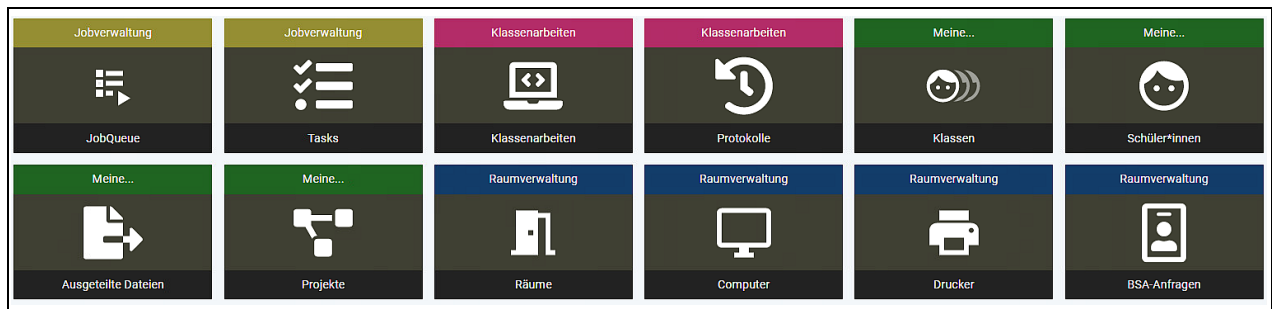 Jobverwaltung
Jobverwaltung
Klassenarbeiten
Klassenarbeiten
Meine...
Meine...
JobQueue
Tasks
Klassenarbeiten
Protokolle
Klassen
Schüler*innen
Meine...
Meine...
Raumverwaltung
Raumverwaltung
Raumverwaltung
Raumverwaltung
Ausgeteilte Dateien
Projekte
Räume
Computer
Drucker
BSA-Anfragen